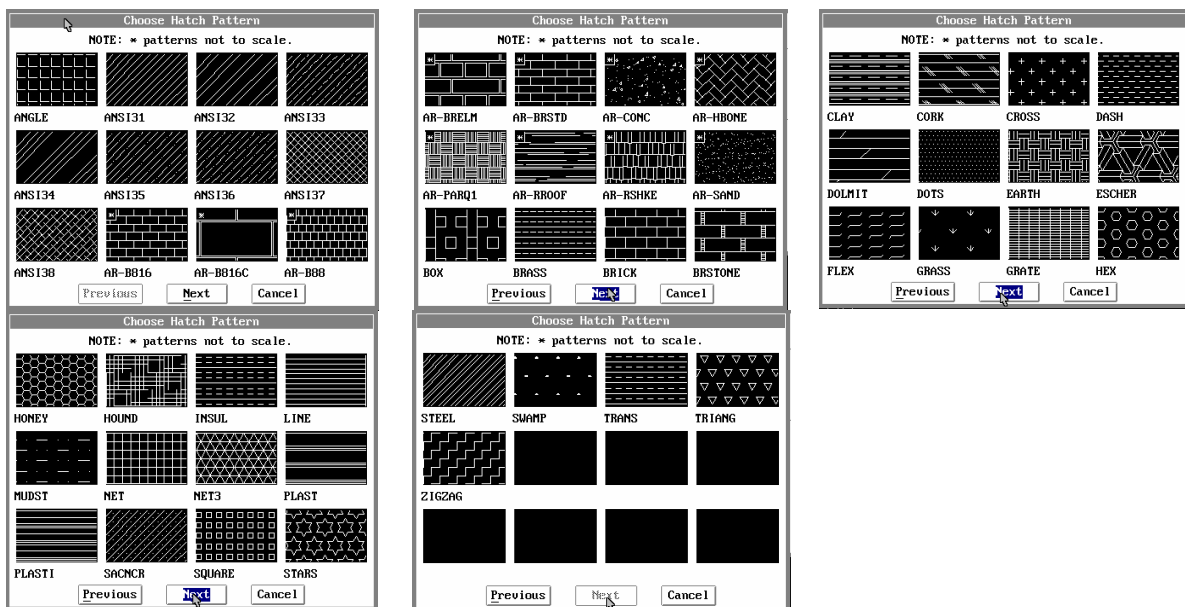 Choose Hatch Pattern
NOTE: * patterns not to scale.
ANGLE ANSI31 ANSI32 ANSI33
ANSI34 ANSI35 ANSI36 ANSI37
* * *
ANSI38 AR-B816 AR-B816C AR-B88
Previous Next Cancel
Choose Hatch Pattern
NOTE: * patterns not to scale.
* * * *
AR-BRELM AR-BRSTD AR-CONC AR-HBONE
* * * *
AR-PARQ1 AR-RROOF AR-RSHKE AR-SAND
BOX BRASS BRICK BRSTONE
Previous Next Cancel
Choose Hatch Pattern
NOTE: * patterns not to scale.
CLAY CORK CROSS DASH
DOLMIT DOTS EARTH ESCHER
FLEX GRASS GRATE HEX
Previous Next Cancel
Choose Hatch Pattern
NOTE: * patterns not to scale.
HONEY HOUND INSUL LINE
MUDST NET NET3 PLAST
PLASTI SACNCR SQUARE STARS
Previous Next Cancel
Choose Hatch Pattern
NOTE: * patterns not to scale.
STEEL SWAMP TRANS TRIANG
ZIGZAG
Previous Next Cancel